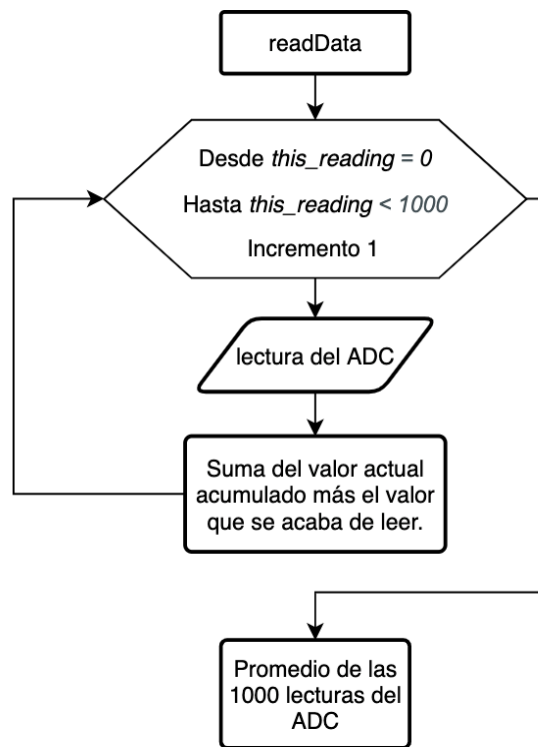 readData
Desde this_reading = 0
Hasta this_reading < 1000
Incremento 1
lectura del ADC
Suma del valor actual
acumulado más el valor
que se acaba de leer.
Promedio de las
1000 lecturas del
ADC